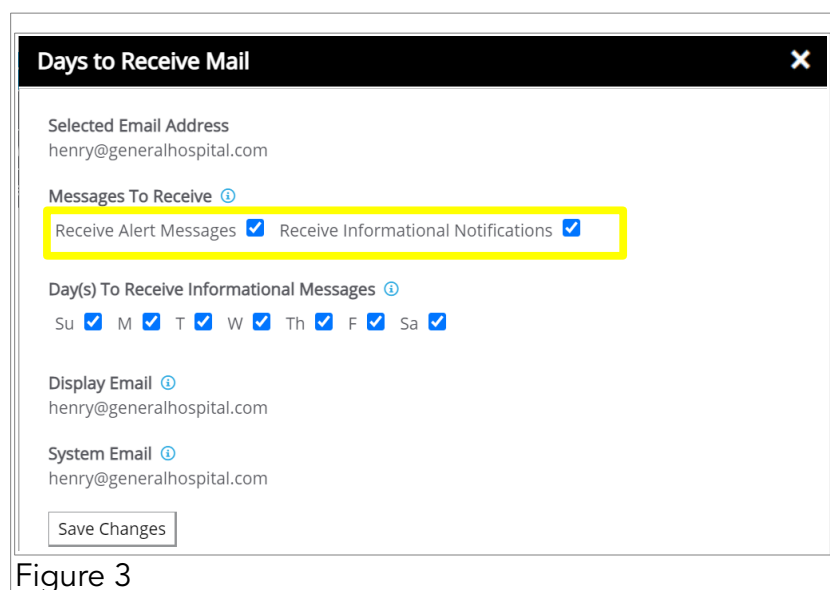 Days to Receive Mail
Selected Email Address
henry@generalhospital.com
Messages To Receive
Receive Alert Messages Receive Informational Notifications
Day(s) To Receive Informational Messages
Su M T W Th F Sa
Display Email
henry@generalhospital.com
System Email
henry@generalhospital.com
Save Changes
Figure 3